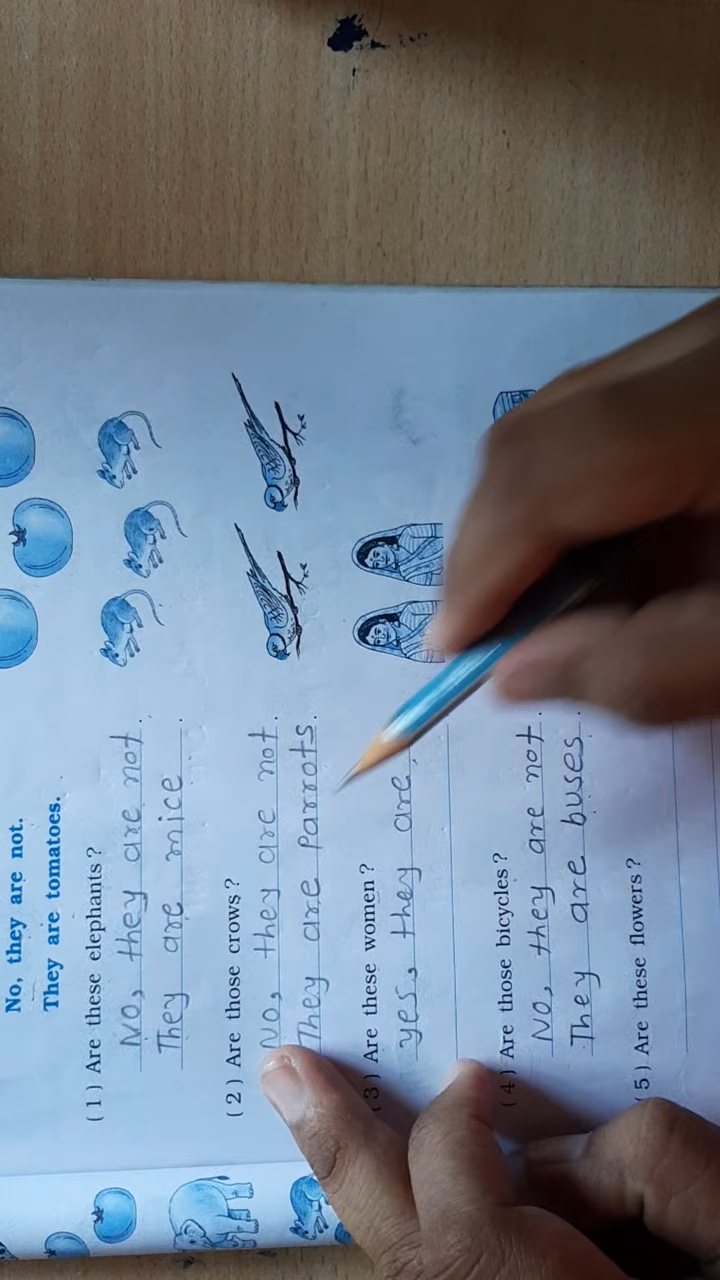 No, they are not.
They are tomatoes.
(1) Are these elephants?
No, they are not.
They are mice.
(2) Are those crows?
No, they are not.
They are Parrots.
(3) Are these women?
yes, they are.
(4) Are those bicycles?
No, they are not.
They are buses.
(5) Are these flowers?